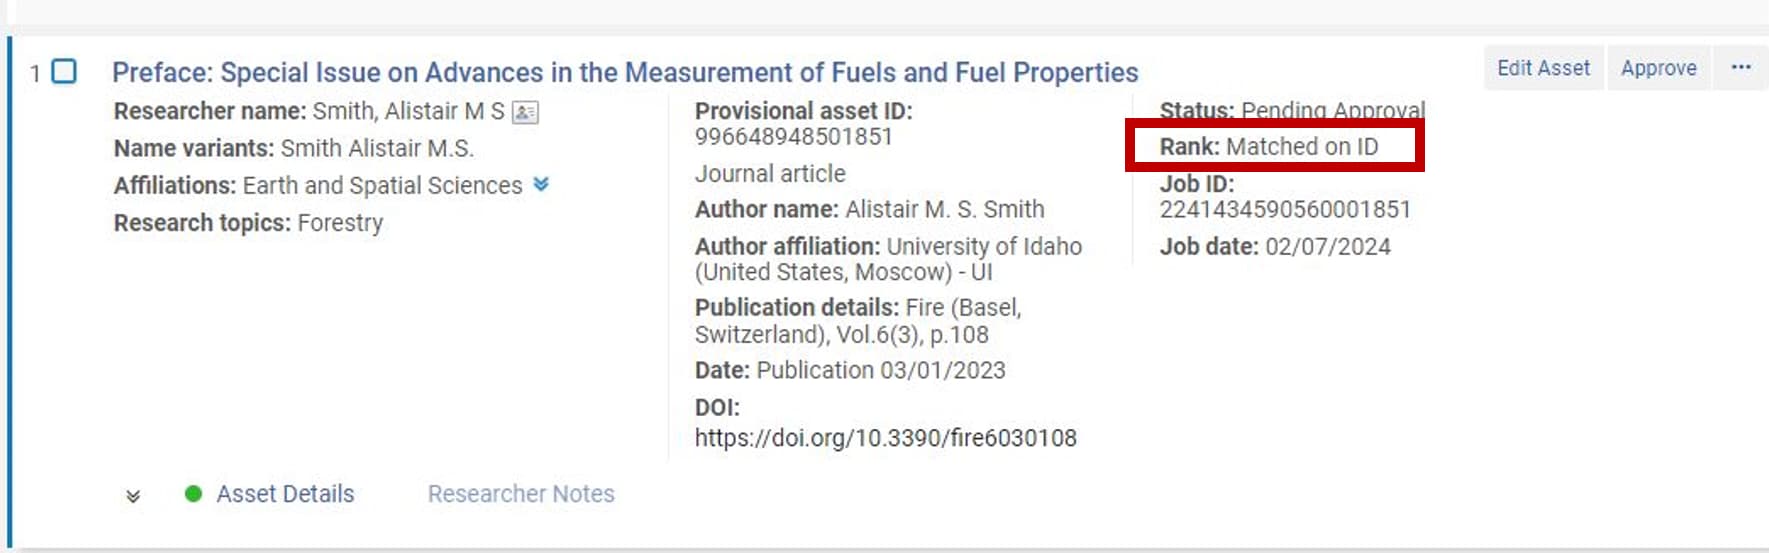 1
Preface: Special Issue on Advances in the Measurement of Fuels and Fuel Properties
Edit Asset
Approve
Researcher name: Smith, Alistair M S
Name variants: Smith Alistair M.S.
Affiliations: Earth and Spatial Sciences
Research topics: Forestry
Provisional asset ID:
996648948501851
Journal article
Author name: Alistair M. S. Smith
Author affiliation: University of Idaho
(United States, Moscow) - UI
Publication details: Fire (Basel,
Switzerland), Vol.6(3), p.108
Date: Publication 03/01/2023
DOI:
https://doi.org/10.3390/fire6030108
Status: Pending Approval
Rank: Matched on ID
Job ID:
2241434590560001851
Job date: 02/07/2024
Asset Details
Researcher Notes